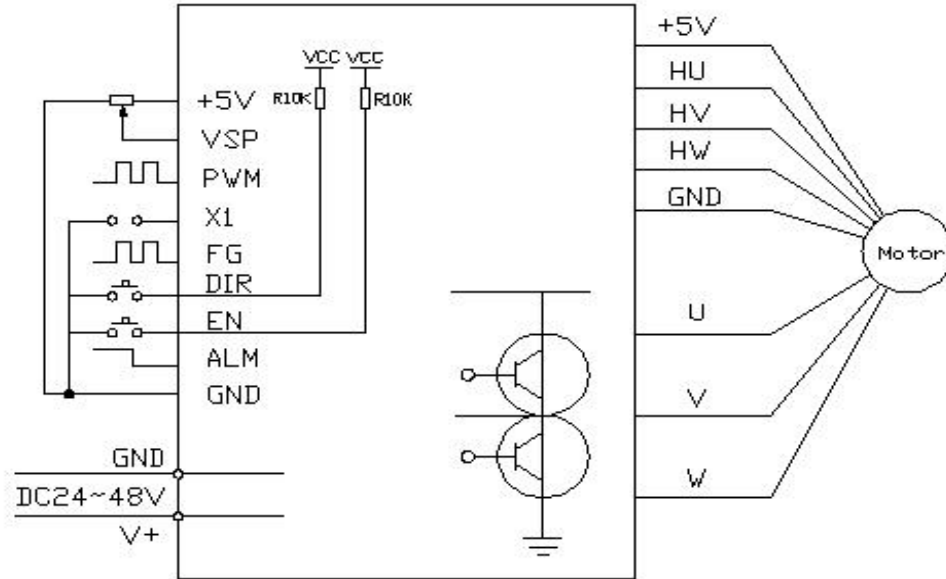 VCC VCC
R10K R10K
+5V
VSP
PWM
X1
FG
DIR
EN
ALM
GND
GND
DC24~48V
V+
+5V
HU
HV
HW
GND
Motor
U
V
W